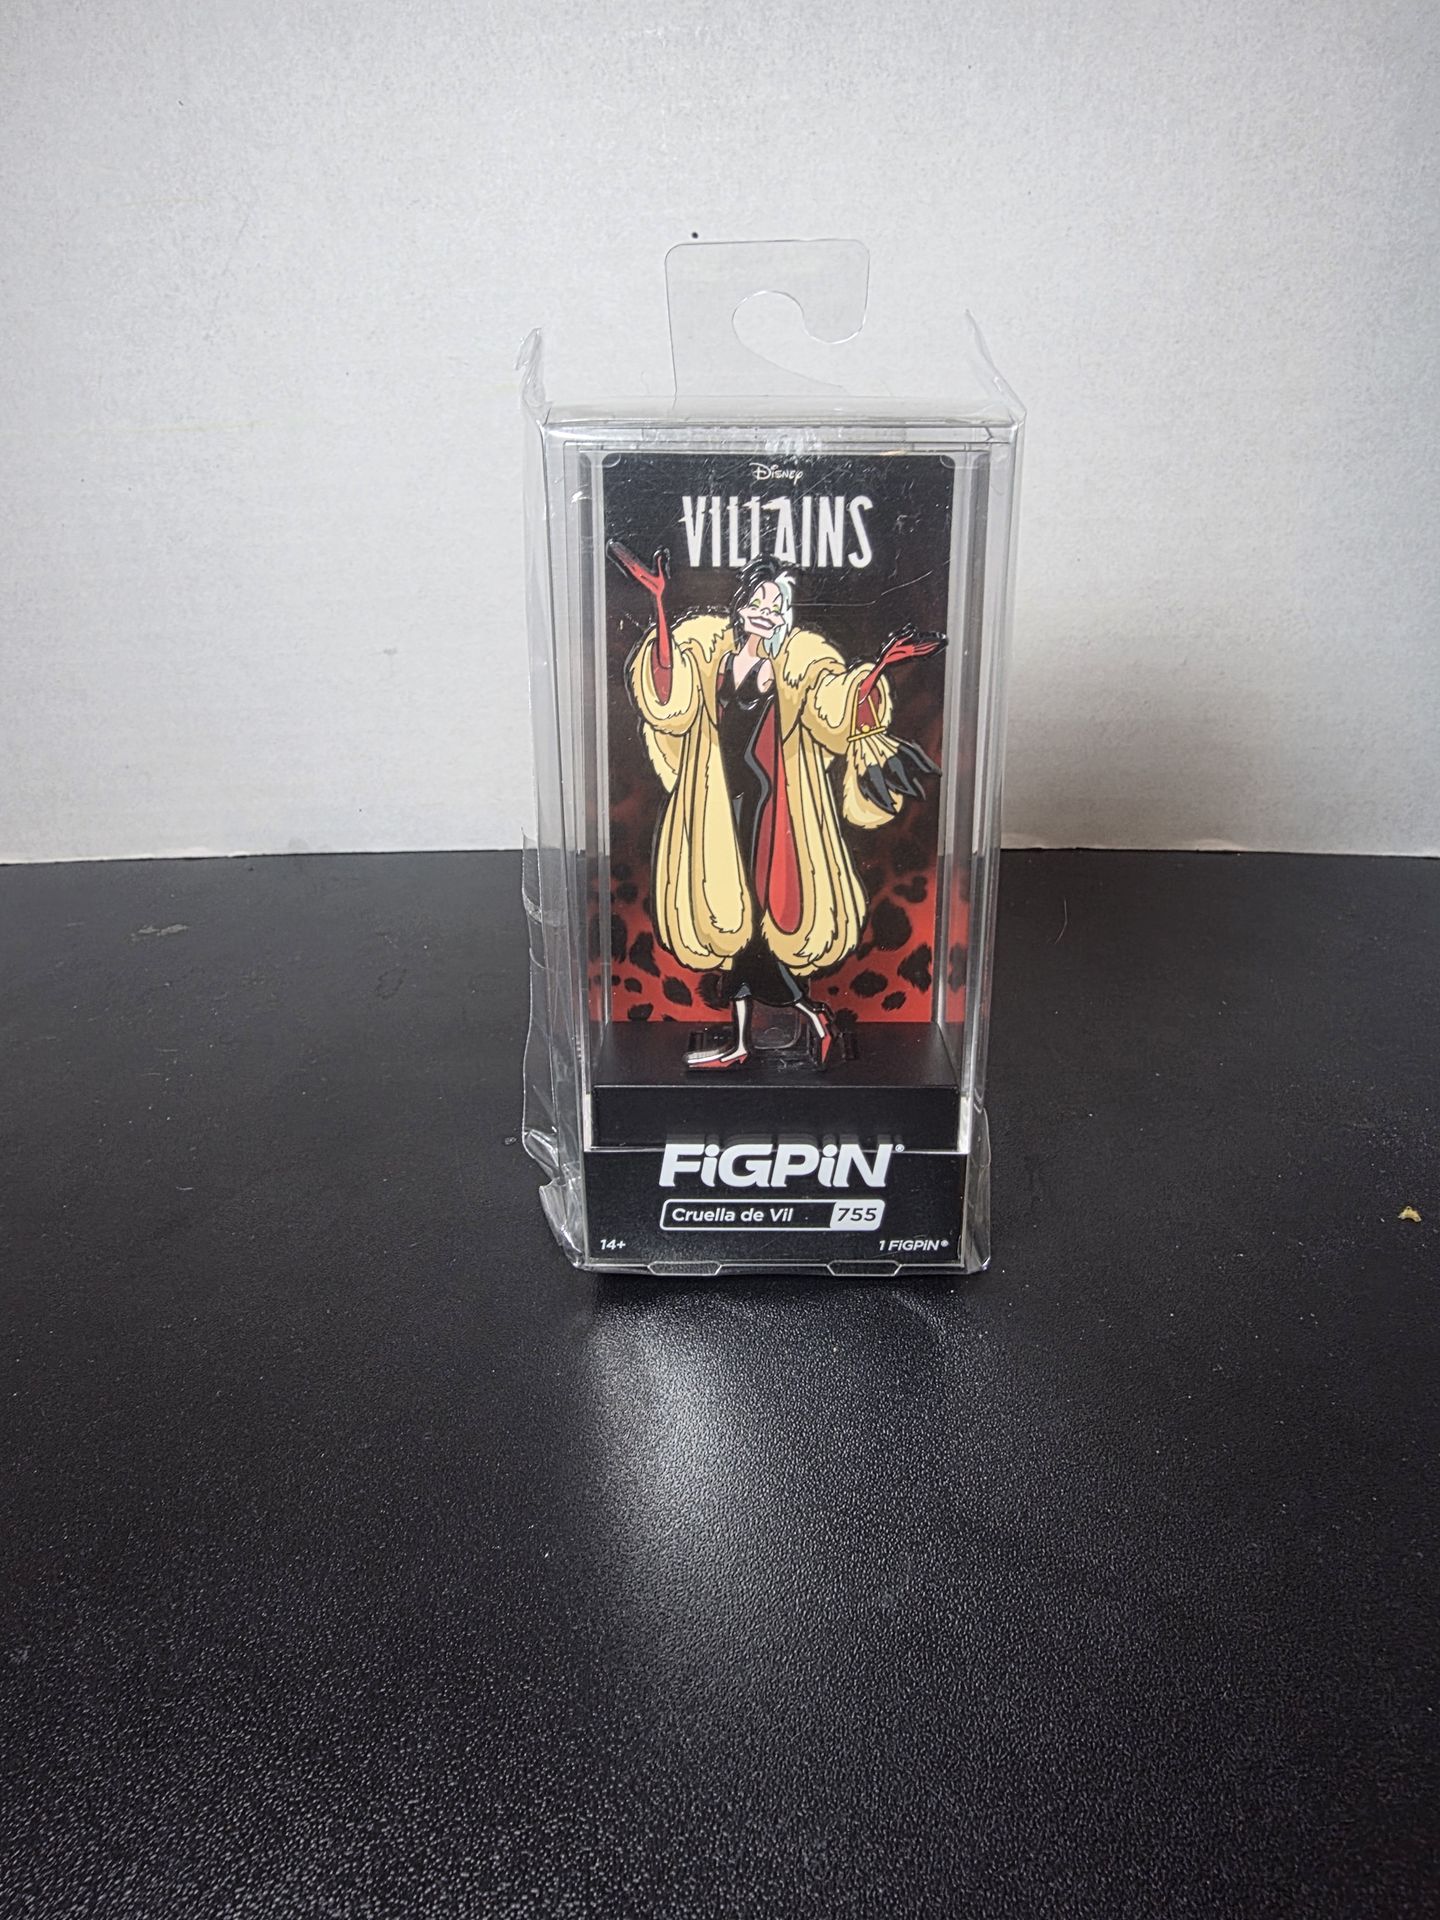 Disney
VILLAINS
FiGPiN®
Cruella de Vil 755
14+ 1 FiGPiN®